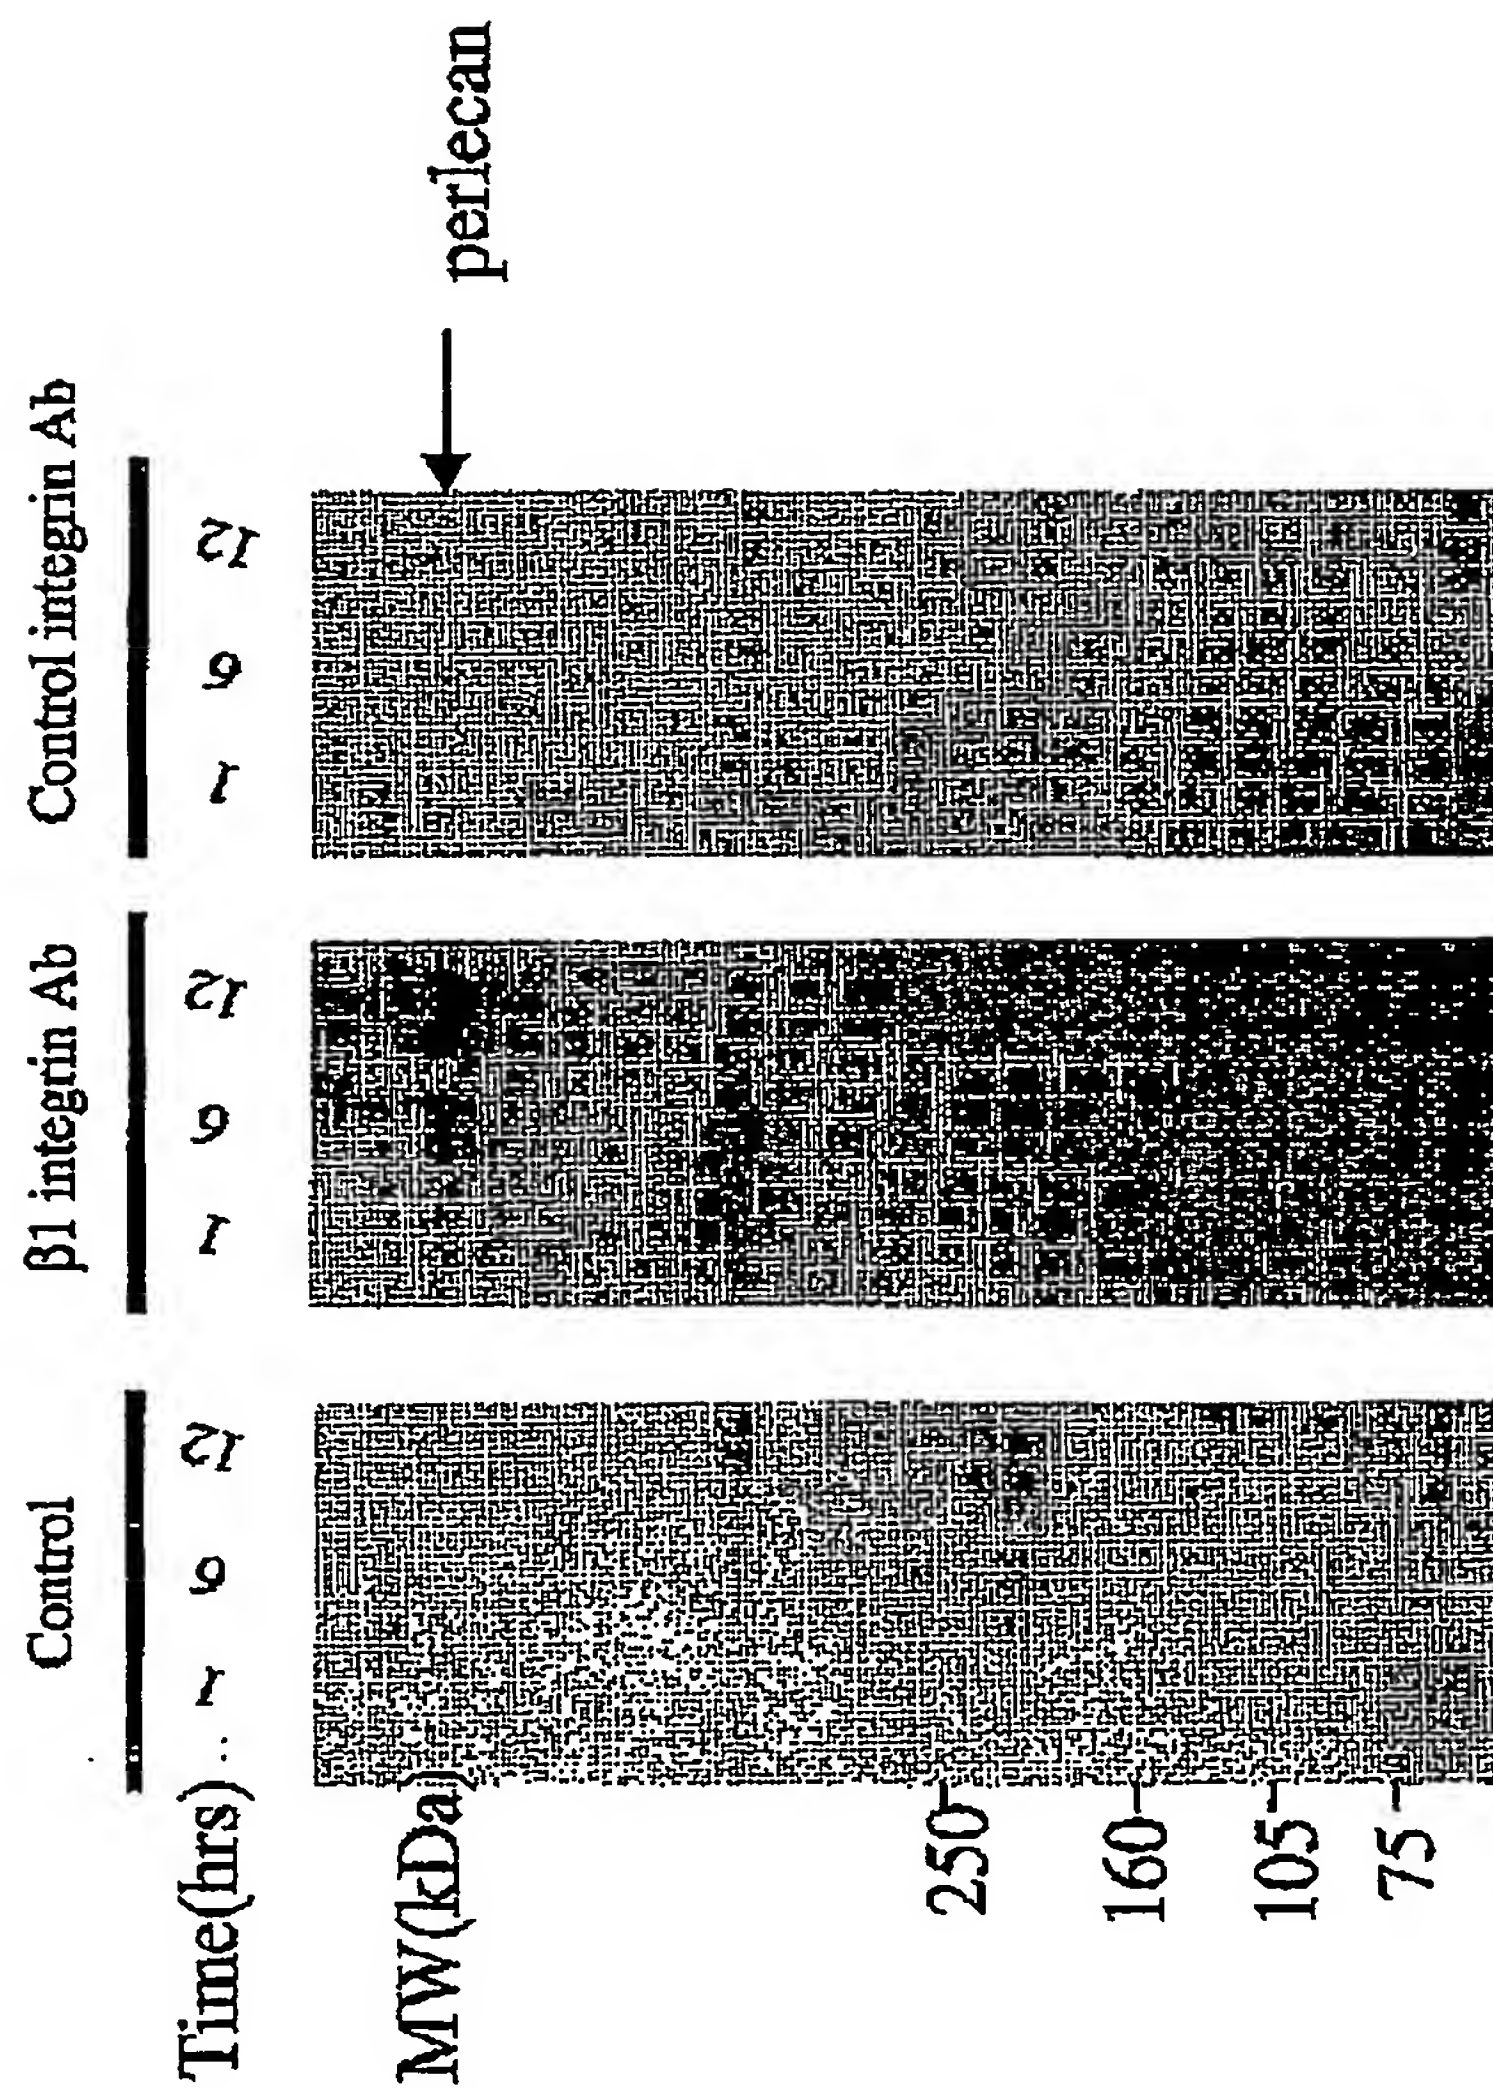 Control β1 integrin Ab Control integrin Ab
Time(hrs) 1 6 12 1 6 12 1 6 12
MW(kDa)
perlecan
250
160
105
75